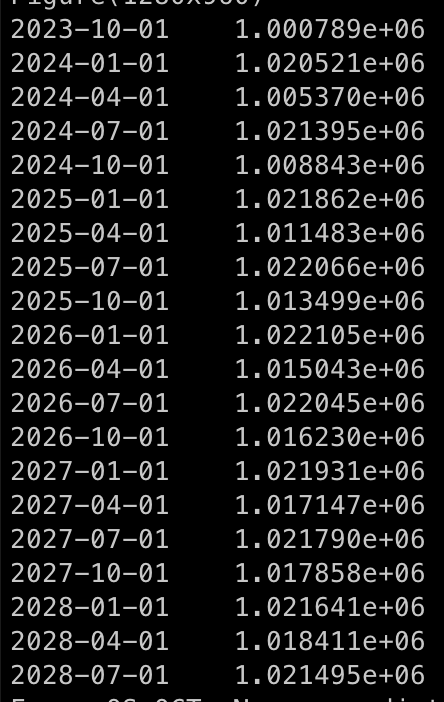 Figure(1280x960)
2023-10-01    1.000789e+06
2024-01-01    1.020521e+06
2024-04-01    1.005370e+06
2024-07-01    1.021395e+06
2024-10-01    1.008843e+06
2025-01-01    1.021862e+06
2025-04-01    1.011483e+06
2025-07-01    1.022066e+06
2025-10-01    1.013499e+06
2026-01-01    1.022105e+06
2026-04-01    1.015043e+06
2026-07-01    1.022045e+06
2026-10-01    1.016230e+06
2027-01-01    1.021931e+06
2027-04-01    1.017147e+06
2027-07-01    1.021790e+06
2027-10-01    1.017858e+06
2028-01-01    1.021641e+06
2028-04-01    1.018411e+06
2028-07-01    1.021495e+06